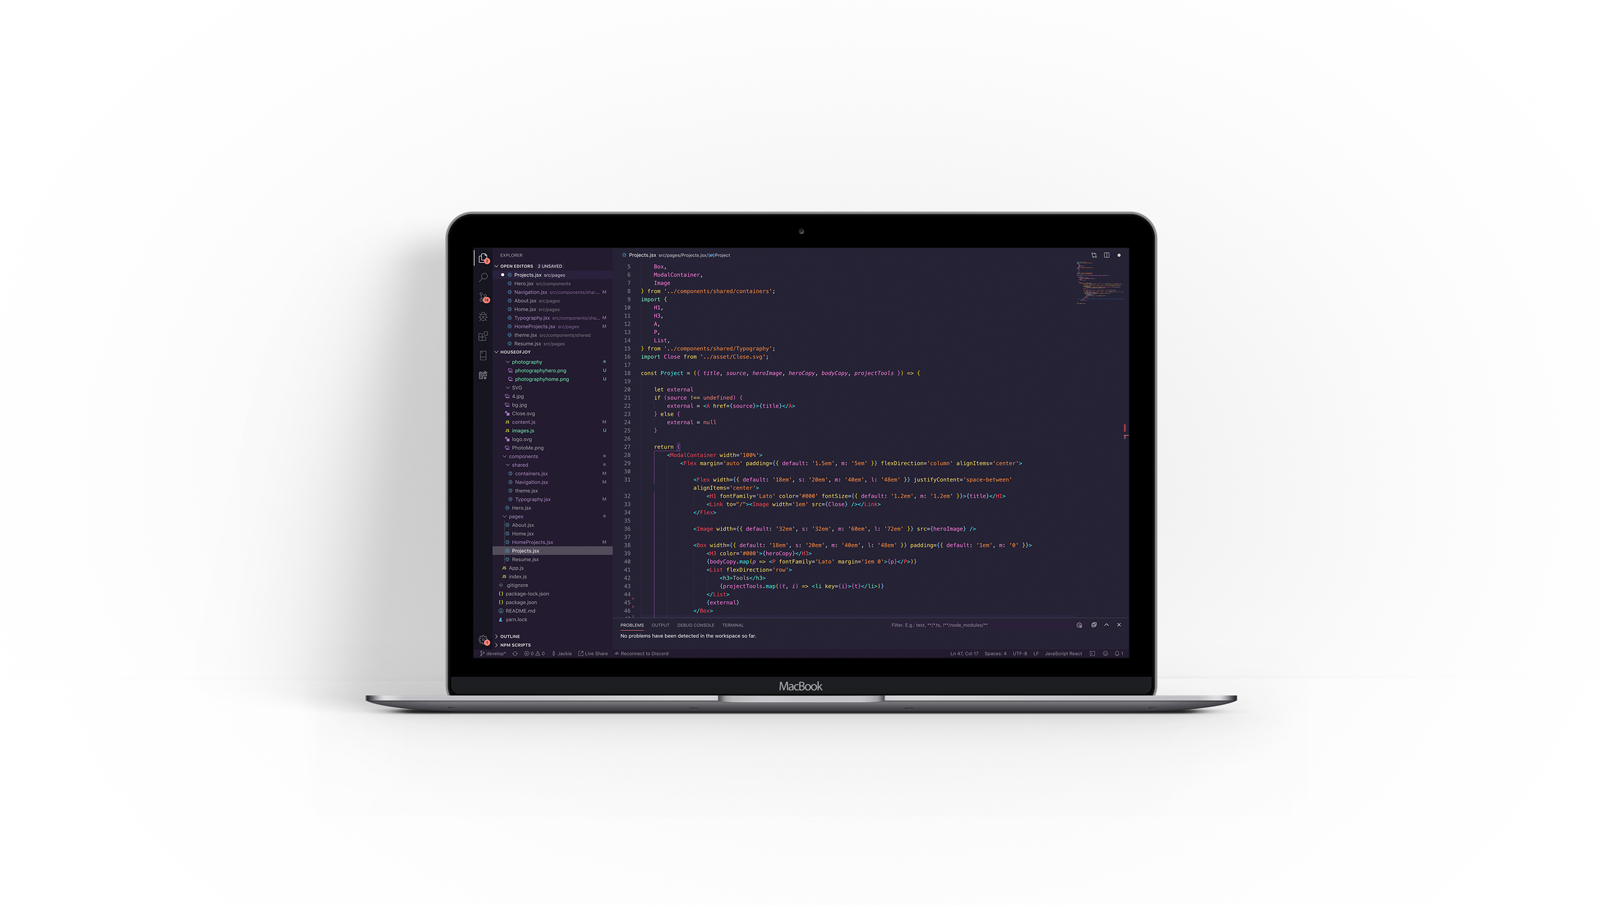 EXPLORER
OPEN EDITORS 2 UNSAVED
Projects.jsx src/pages
Hero.jsx src/components
Navigation.jsx src/components/shar... M
About.jsx src/pages
Home.jsx src/pages
Typography.jsx src/components/sha... M
HomeProjects.jsx src/pages M
theme.jsx src/components/shared
Resume.jsx src/pages
HOUSEOFJOY
photography
photographyhero.png U
photographyhome.png U
SVG
4.jpg
bg.jpg
Close.svg
content.js
images.js U
logo.svg
PhotoMe.png
components
shared
containers.jsx M
Navigation.jsx M
theme.jsx
Typography.jsx M
Hero.jsx
pages
About.jsx
Home.jsx
HomeProjects.jsx M
Projects.jsx
Resume.jsx
App.js
index.js
.gitignore
package-lock.json
package.json
README.md
yarn.lock
OUTLINE
NPM SCRIPTS
Projects.jsx src/pages/Projects.jsx/Project
5 Box,
6 ModalContainer,
7 Image
8 } from '../components/shared/containers';
9 import {
10 H1,
11 H3,
12 A,
13 P,
14 List,
15 } from '../components/shared/Typography';
16 import Close from '../asset/Close.svg';
17
18 const Project = ({ title, source, heroImage, heroCopy, bodyCopy, projectTools }) => {
19
20 let external
21 if (source !== undefined) {
22 external = <A href={source}>{title}</A>
23 } else {
24 external = null
25 }
26
27 return (
28 <ModalContainer width='100%'>
29 <Flex margin='auto' padding={{ default: '1.5em', m: '5em' }} flexDirection='column' alignItems='center'>
30
31 <Flex width={{ default: '18em', s: '20em', m: '40em', l: '48em' }} justifyContent='space-between'
alignItems='center'>
32 <H1 fontFamily='Lato' color='#000' fontSize={{ default: '1.2em', m: '1.2em' }}>{title}</H1>
33 <Link to="/"><Image width='1em' src={Close} /></Link>
34 </Flex>
35
36 <Image width={{ default: '32em', s: '32em', m: '60em', l: '72em' }} src={heroImage} />
37
38 <Box width={{ default: '18em', s: '20em', m: '40em', l: '48em' }} padding={{ default: '1em', m: '0' }}>
39 <H3 color='#000'>{heroCopy}</H3>
40 {bodyCopy.map(p => <P fontFamily='Lato' margin='1em 0'>{p}</P>)}
41 <List flexDirection='row'>
42 <h3>Tools</h3>
43 {projectTools.map((t, i) => <li key={i}>{t}</li>)}
44 </List>
45 {external}
46 </Box>
PROBLEMS OUTPUT DEBUG CONSOLE TERMINAL
Filter. E.g.: text, **/*.ts, !**/node_modules/**
No problems have been detected in the workspace so far.
develop* 0 0 Jackie Live Share Reconnect to Discord
Ln 47, Col 17 Spaces: 4 UTF-8 LF JavaScript React 1
MacBook